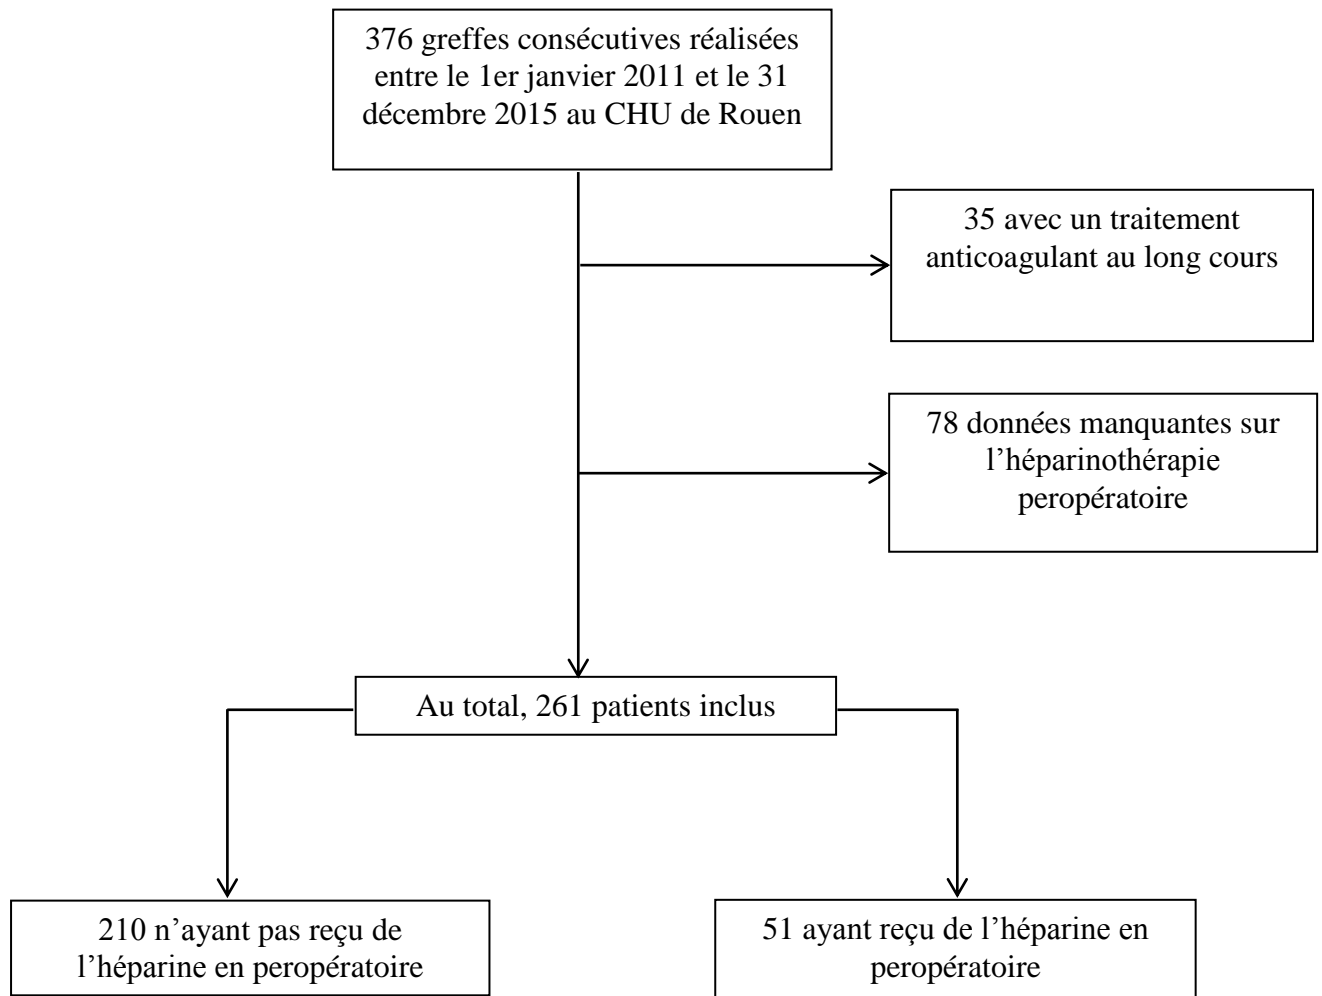 376 greffes consécutives réalisées
entre le 1er janvier 2011 et le 31
décembre 2015 au CHU de Rouen
35 avec un traitement
anticoagulant au long cours
78 données manquantes sur
l’héparinothérapie
peropératoire
Au total, 261 patients inclus
210 n’ayant pas reçu de
l’héparine en peropératoire
51 ayant reçu de l’héparine en
peropératoire